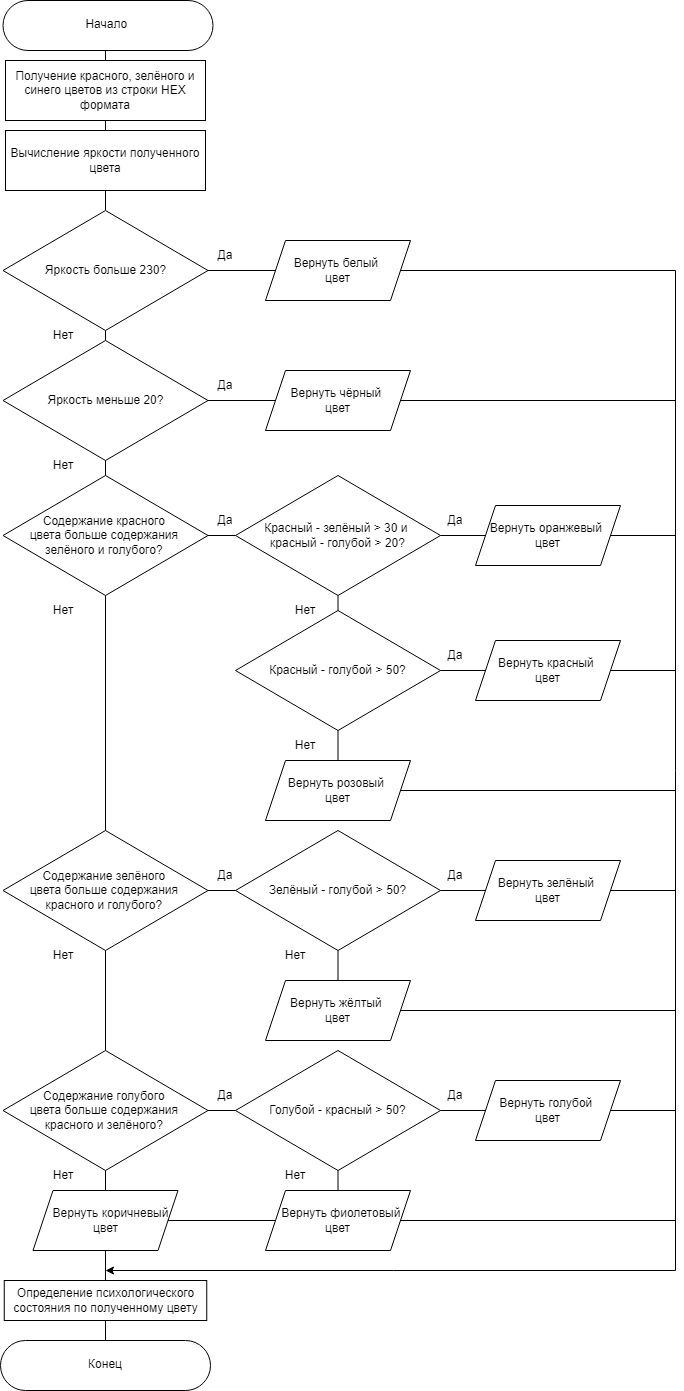 Начало
Получение красного, зелёного и
синего цветов из строки HEX
формата
Вычисление яркости полученного
цвета
Яркость больше 230?
Да
Вернуть белый
цвет
Нет
Яркость меньше 20?
Да
Вернуть чёрный
цвет
Нет
Содержание красного
цвета больше содержания
зелёного и голубого?
Да
Красный - зелёный > 30 и
красный - голубой > 20?
Да
Вернуть оранжевый
цвет
Нет
Нет
Красный - голубой > 50?
Да
Вернуть красный
цвет
Нет
Вернуть розовый
цвет
Содержание зелёного
цвета больше содержания
красного и голубого?
Да
Зелёный - голубой > 50?
Да
Вернуть зелёный
цвет
Нет
Нет
Вернуть жёлтый
цвет
Содержание голубого
цвета больше содержания
красного и зелёного?
Да
Голубой - красный > 50?
Да
Вернуть голубой
цвет
Нет
Нет
Вернуть коричневый
цвет
Вернуть фиолетовый
цвет
Определение психологического
состояния по полученному цвету
Конец